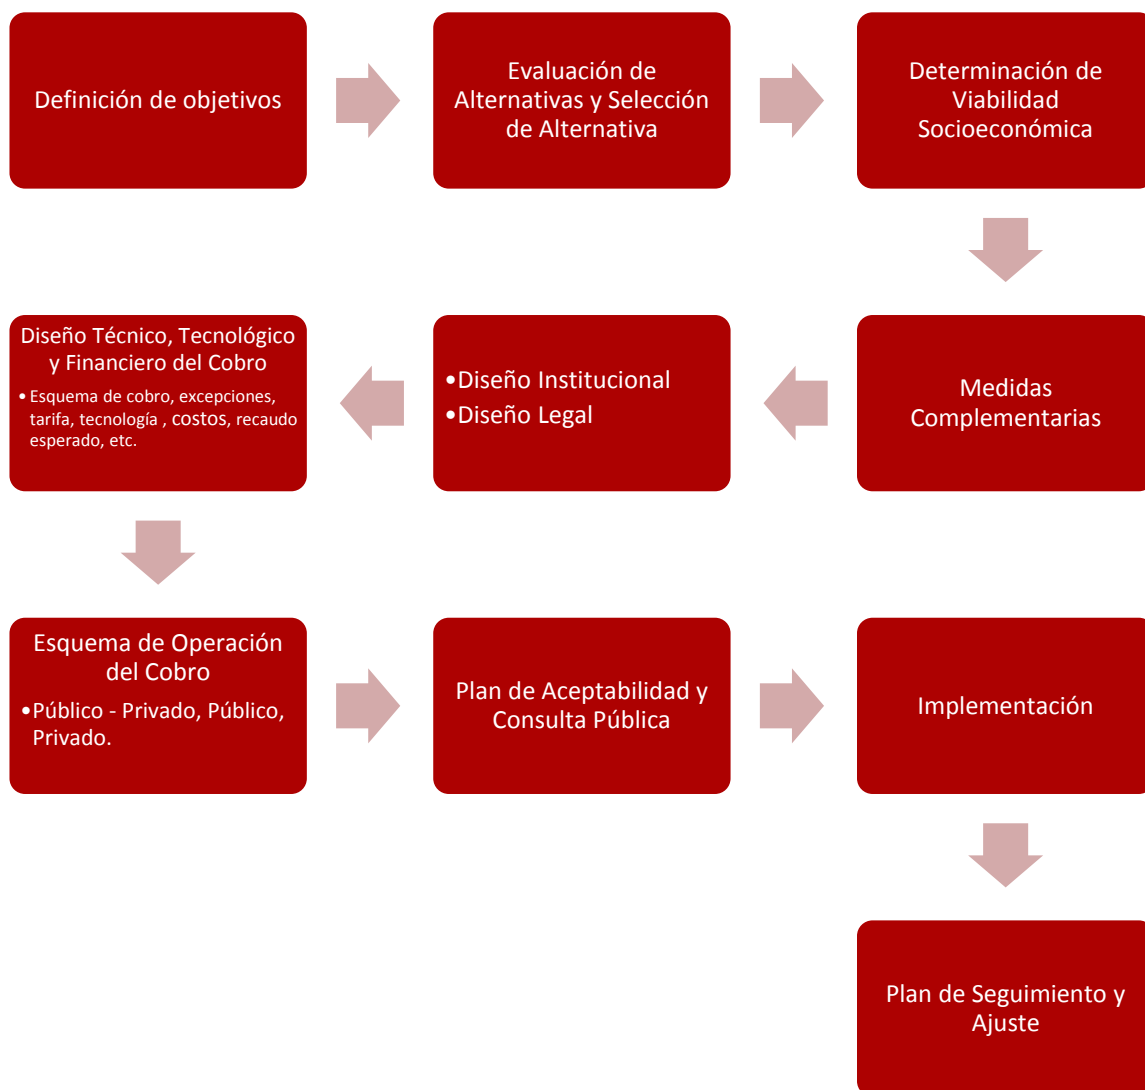 Definición de objetivos
Evaluación de
Alternativas y Selección
de Alternativa
Determinación de
Viabilidad
Socioeconómica
Medidas
Complementarias
•Diseño Institucional
•Diseño Legal
Diseño Técnico, Tecnológico
y Financiero del Cobro
• Esquema de cobro, excepciones,
tarifa, tecnología , costos, recaudo
esperado, etc.
Esquema de Operación
del Cobro
•Público - Privado, Público,
Privado.
Plan de Aceptabilidad y
Consulta Pública
Implementación
Plan de Seguimiento y
Ajuste